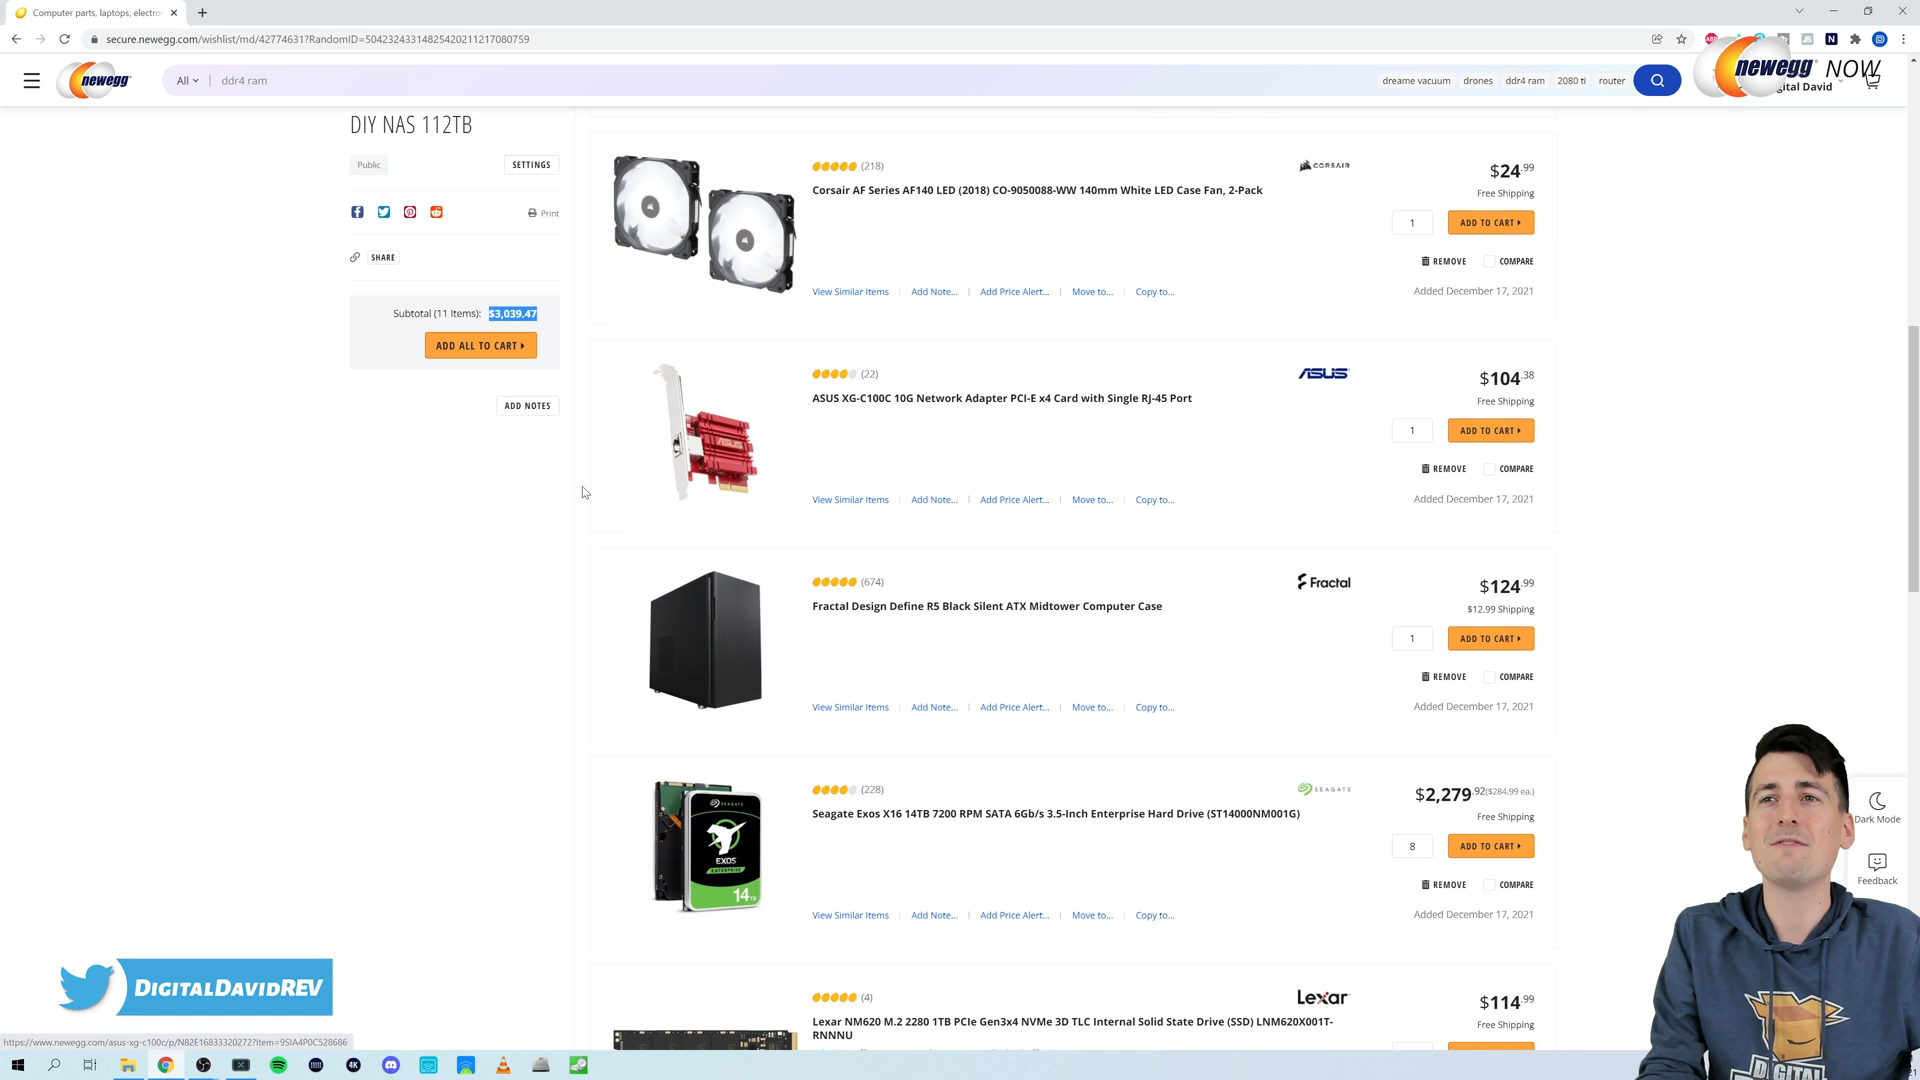 Computer parts, laptops, electro
secure.newegg.com/wishlist/md/42774631?RandomID=50423243314825420211217080759
newegg
All
ddr4 ram
dreame vacuum
drones
ddr4 ram
2080 ti
router
newegg NOW
gital David
DIY NAS 112TB
Public
SETTINGS
Print
SHARE
Subtotal (11 Items): $3,039.47
ADD ALL TO CART
ADD NOTES
(218)
CORSAIR
$24.99
Corsair AF Series AF140 LED (2018) CO-9050088-WW 140mm White LED Case Fan, 2-Pack
Free Shipping
1
ADD TO CART
REMOVE
COMPARE
View Similar Items
Add Note...
Add Price Alert...
Move to...
Copy to...
Added December 17, 2021
(22)
ASUS
$104.38
ASUS XG-C100C 10G Network Adapter PCI-E x4 Card with Single RJ-45 Port
Free Shipping
1
ADD TO CART
REMOVE
COMPARE
View Similar Items
Add Note...
Add Price Alert...
Move to...
Copy to...
Added December 17, 2021
(674)
Fractal
$124.99
Fractal Design Define R5 Black Silent ATX Midtower Computer Case
$12.99 Shipping
1
ADD TO CART
REMOVE
COMPARE
View Similar Items
Add Note...
Add Price Alert...
Move to...
Copy to...
Added December 17, 2021
(228)
SEAGATE
$2,279.92($284.99 ea.)
Seagate Exos X16 14TB 7200 RPM SATA 6Gb/s 3.5-Inch Enterprise Hard Drive (ST14000NM001G)
Free Shipping
8
ADD TO CART
REMOVE
COMPARE
SEAGATE
EXOS
ENTERPRISE
14TB
View Similar Items
Add Note...
Add Price Alert...
Move to...
Copy to...
Added December 17, 2021
(4)
Lexar
$114.99
Lexar NM620 M.2 2280 1TB PCIe Gen3x4 NVMe 3D TLC Internal Solid State Drive (SSD) LNM620X001T-
RNNNU
Free Shipping
Dark Mode
Feedback
DIGITALDAVIDREV
https://www.newegg.com/asus-xg-c100c/p/N82E16833320272?Item=9SIA4P0C528686
4K
DIGITAL